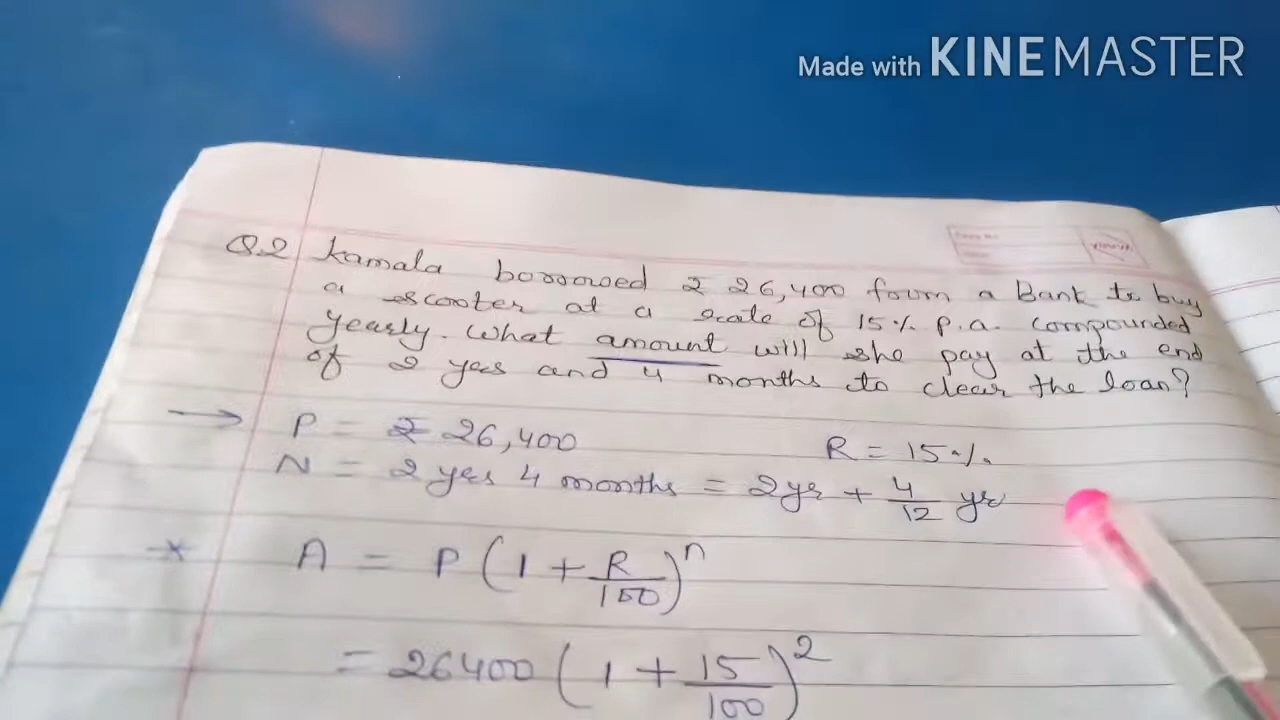 Made with KINEMASTER
Q2 Kamala borrowed ₹ 26,400 from a Bank to buy
a scooter at a rate of 15% p.a. compounded
yearly. What amount will she pay at the end
of 2 yrs and 4 months to clear the loan?
→ P = ₹ 26,400 R = 15%
N = 2 yrs 4 months = 2yr + 4/12 yr
* A = P (1 + R/100)^n
= 26400 (1 + 15/100)^2